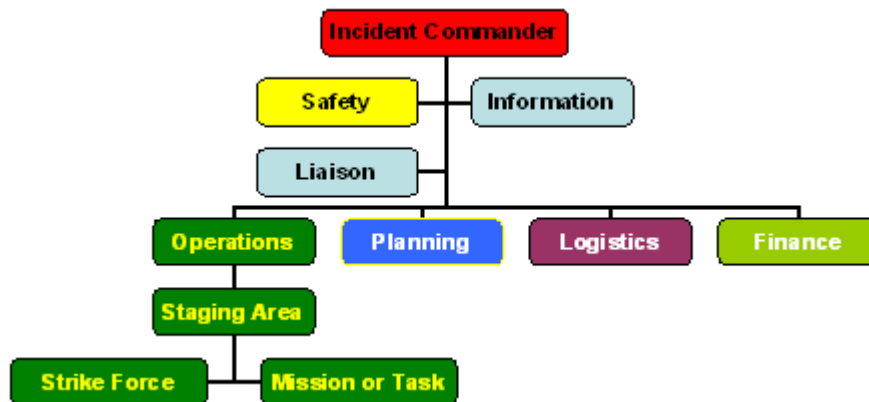 Incident Commander
Safety
Information
Liaison
Operations
Planning
Logistics
Finance
Staging Area
Strike Force
Mission or Task